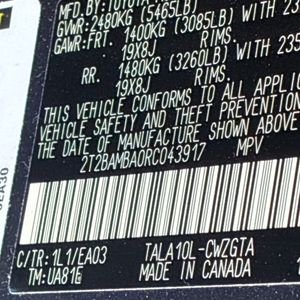 MFD.BY:TOYOTA
GVWR:2480KG (5465LB)
GAWR:FRT. 1400KG (3085LB) WITH 235
19X8J RIMS.
RR. 1480KG (3260LB) WITH 235
19X8J RIMS.
THIS VEHICLE CONFORMS TO ALL APPLIC
VEHICLE SAFETY AND THEFT PREVENTION
THE DATE OF MANUFACTURE SHOWN ABOVE
2T2BAMBA0RC043917 MPV
C/TR: 1L1/EA03 TALA10L-CWZGTA
TM:UA81G MADE IN CANADA